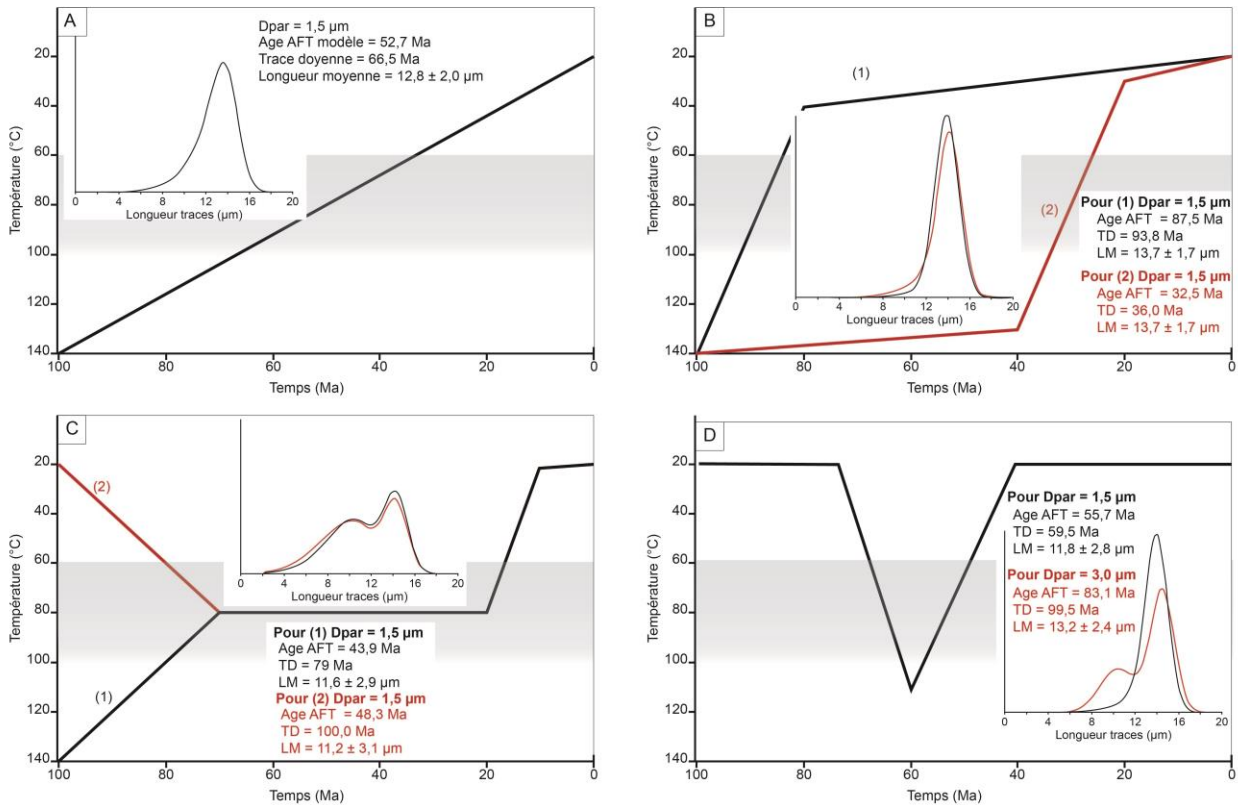 A
Dpar = 1,5 µm
Age AFT modèle = 52,7 Ma
Trace doyenne = 66,5 Ma
Longueur moyenne = 12,8 ± 2,0 µm
20
40
60
80
100
120
140
Température (°C)
0 4 8 12 16 20
Longueur traces (µm)
100 80 60 40 20 0
Temps (Ma)
B
(1)
(2)
20
40
60
80
100
120
140
Température (°C)
0 4 8 12 16 20
Longueur traces (µm)
Pour (1) Dpar = 1,5 µm
Age AFT = 87,5 Ma
TD = 93,8 Ma
LM = 13,7 ± 1,7 µm
Pour (2) Dpar = 1,5 µm
Age AFT = 32,5 Ma
TD = 36,0 Ma
LM = 13,7 ± 1,7 µm
100 80 60 40 20 0
Temps (Ma)
C
(2)
(1)
20
40
60
80
100
120
140
Température (°C)
0 4 8 12 16 20
Longueur traces (µm)
Pour (1) Dpar = 1,5 µm
Age AFT = 43,9 Ma
TD = 79 Ma
LM = 11,6 ± 2,9 µm
Pour (2) Dpar = 1,5 µm
Age AFT = 48,3 Ma
TD = 100,0 Ma
LM = 11,2 ± 3,1 µm
100 80 60 40 20 0
Temps (Ma)
D
20
40
60
80
100
120
140
Température (°C)
Pour Dpar = 1,5 µm
Age AFT = 55,7 Ma
TD = 59,5 Ma
LM = 11,8 ± 2,8 µm
Pour Dpar = 3,0 µm
Age AFT = 83,1 Ma
TD = 99,5 Ma
LM = 13,2 ± 2,4 µm
0 4 8 12 16 20
Longueur traces (µm)
100 80 60 40 20 0
Temps (Ma)